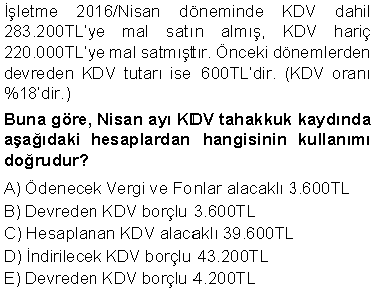 İşletme 2016/Nisan döneminde KDV dahil
283.200TL'ye mal satın almış, KDV hariç
220.000TL'ye mal satmıştır. Önceki dönemlerden
devreden KDV tutarı ise 600TL'dir. (KDV oranı
%18'dir.)
Buna göre, Nisan ayı KDV tahakkuk kaydında
aşağıdaki hesaplardan hangisinin kullanımı
doğrudur?
A) Ödenecek Vergi ve Fonlar alacaklı 3.600TL
B) Devreden KDV borçlu 3.600TL
C) Hesaplanan KDV alacaklı 39.600TL
D) İndirilecek KDV borçlu 43.200TL
E) Devreden KDV borçlu 4.200TL